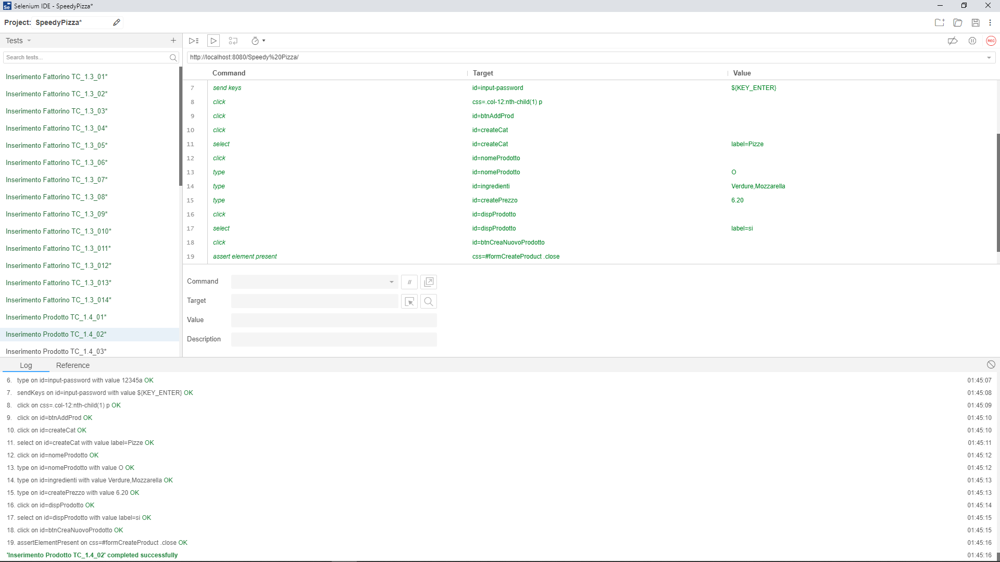 Selenium IDE - SpeedyPizza*
Project: SpeedyPizza*
Tests
Search tests...
Inserimento Fattorino TC_1.3_01*
Inserimento Fattorino TC_1.3_02*
Inserimento Fattorino TC_1.3_03*
Inserimento Fattorino TC_1.3_04*
Inserimento Fattorino TC_1.3_05*
Inserimento Fattorino TC_1.3_06*
Inserimento Fattorino TC_1.3_07*
Inserimento Fattorino TC_1.3_08*
Inserimento Fattorino TC_1.3_09*
Inserimento Fattorino TC_1.3_010*
Inserimento Fattorino TC_1.3_011*
Inserimento Fattorino TC_1.3_012*
Inserimento Fattorino TC_1.3_013*
Inserimento Fattorino TC_1.3_014*
Inserimento Prodotto TC_1.4_01*
Inserimento Prodotto TC_1.4_02*
Inserimento Prodotto TC_1.4_03*
REC
http://localhost:8080/Speedy%20Pizza/
Command Target Value
7 send keys id=input-password ${KEY_ENTER}
8 click css=.col-12:nth-child(1) p
9 click id=btnAddProd
10 click id=createCat
11 select id=createCat label=Pizze
12 click id=nomeProdotto
13 type id=nomeProdotto O
14 type id=ingredienti Verdure,Mozzarella
15 type id=createPrezzo 6.20
16 click id=dispProdotto
17 select id=dispProdotto label=si
18 click id=btnCreaNuovoProdotto
19 assert element present css=#formCreateProduct .close
Command //
Target
Value
Description
Log Reference
6. type on id=input-password with value 12345a OK 01:45:07
7. sendKeys on id=input-password with value ${KEY_ENTER} OK 01:45:08
8. click on css=.col-12:nth-child(1) p OK 01:45:09
9. click on id=btnAddProd OK 01:45:10
10. click on id=createCat OK 01:45:10
11. select on id=createCat with value label=Pizze OK 01:45:11
12. click on id=nomeProdotto OK 01:45:12
13. type on id=nomeProdotto with value O OK 01:45:12
14. type on id=ingredienti with value Verdure,Mozzarella OK 01:45:13
15. type on id=createPrezzo with value 6.20 OK 01:45:13
16. click on id=dispProdotto OK 01:45:14
17. select on id=dispProdotto with value label=si OK 01:45:15
18. click on id=btnCreaNuovoProdotto OK 01:45:15
19. assertElementPresent on css=#formCreateProduct .close OK 01:45:16
'Inserimento Prodotto TC_1.4_02' completed successfully 01:45:16